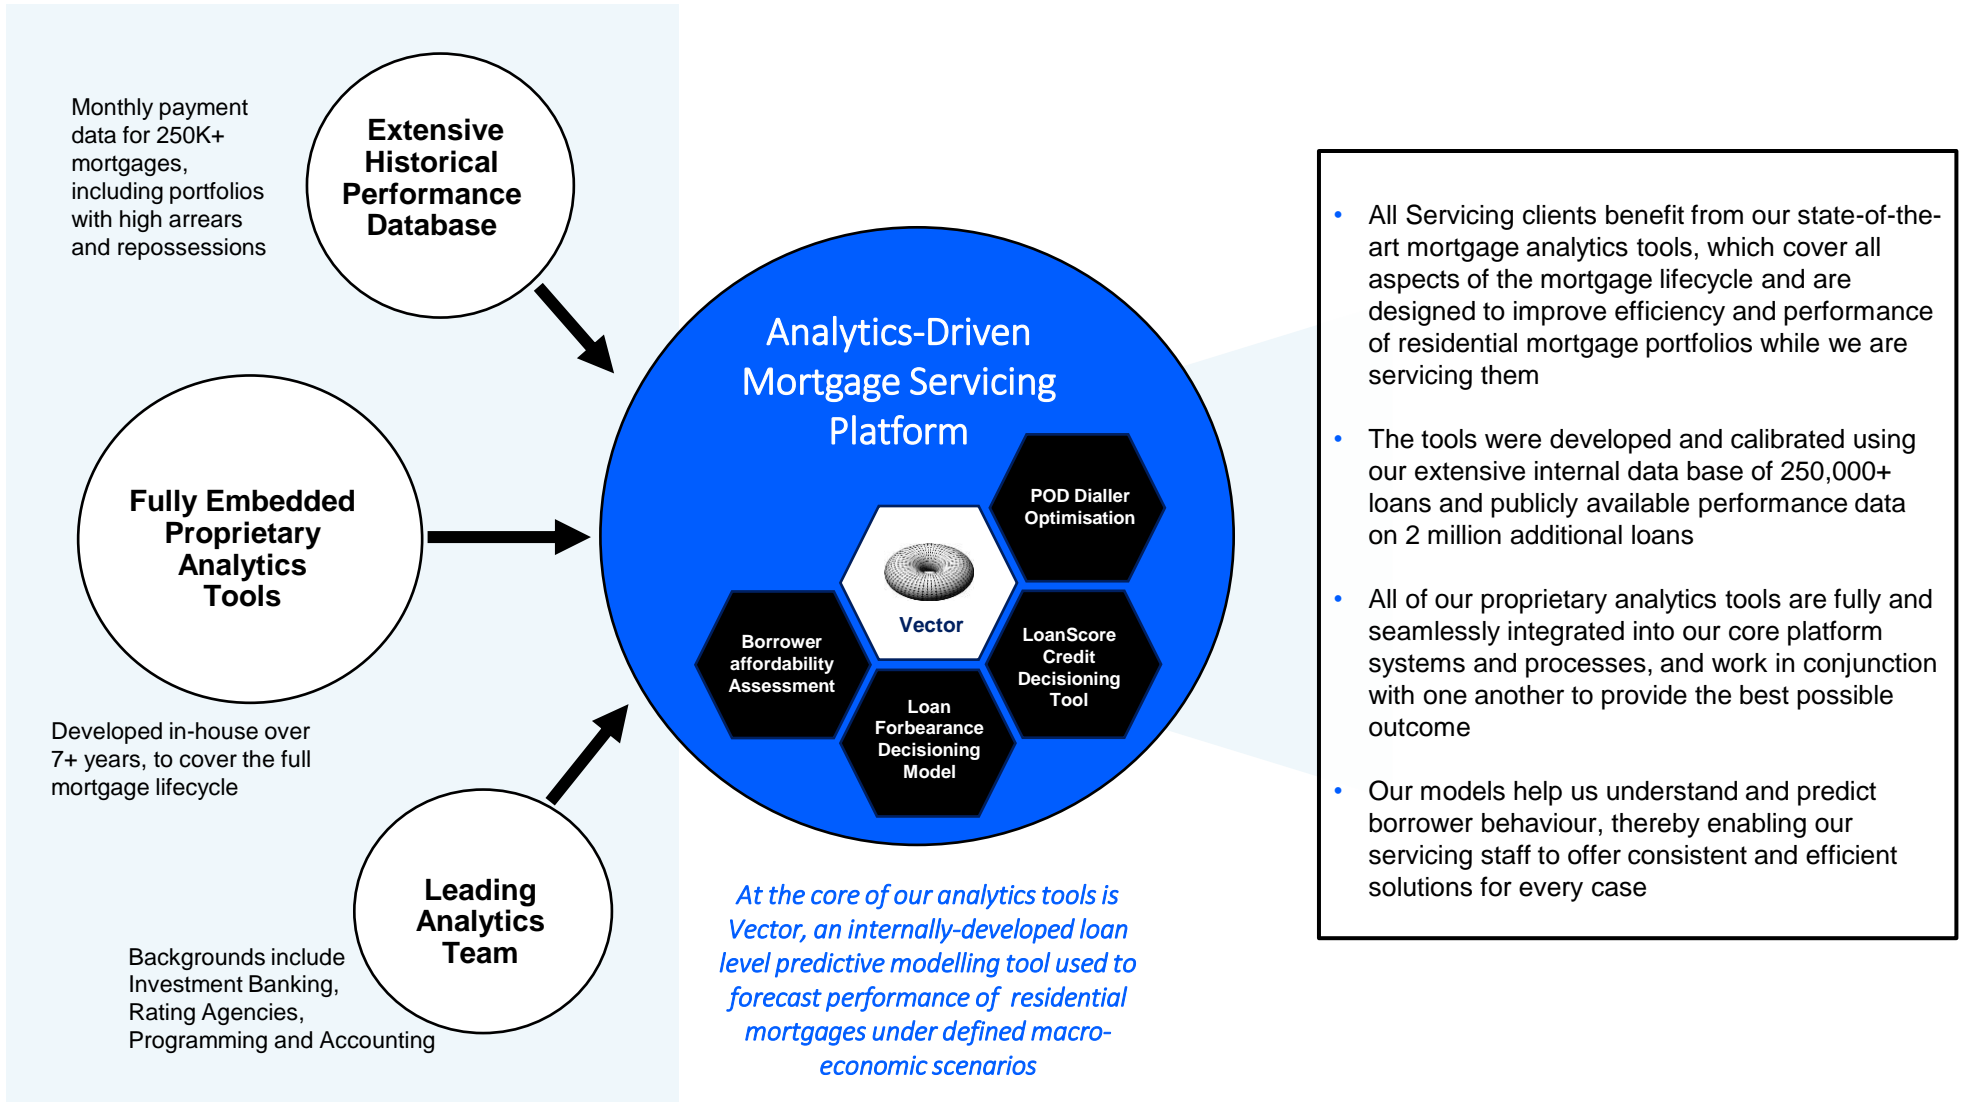 Monthly payment
data for 250K+
mortgages,
including portfolios
with high arrears
and repossessions
Extensive
Historical
Performance
Database
Fully Embedded
Proprietary
Analytics
Tools
Developed in-house over
7+ years, to cover the full
mortgage lifecycle
Leading
Analytics
Team
Backgrounds include
Investment Banking,
Rating Agencies,
Programming and Accounting
Analytics-Driven
Mortgage Servicing
Platform
POD Dialler
Optimisation
Vector
Borrower
affordability
Assessment
LoanScore
Credit
Decisioning
Tool
Loan
Forbearance
Decisioning
Model
At the core of our analytics tools is
Vector, an internally-developed loan
level predictive modelling tool used to
forecast performance of residential
mortgages under defined macro-
economic scenarios
• All Servicing clients benefit from our state-of-the-
art mortgage analytics tools, which cover all
aspects of the mortgage lifecycle and are
designed to improve efficiency and performance
of residential mortgage portfolios while we are
servicing them
• The tools were developed and calibrated using
our extensive internal data base of 250,000+
loans and publicly available performance data
on 2 million additional loans
• All of our proprietary analytics tools are fully and
seamlessly integrated into our core platform
systems and processes, and work in conjunction
with one another to provide the best possible
outcome
• Our models help us understand and predict
borrower behaviour, thereby enabling our
servicing staff to offer consistent and efficient
solutions for every case